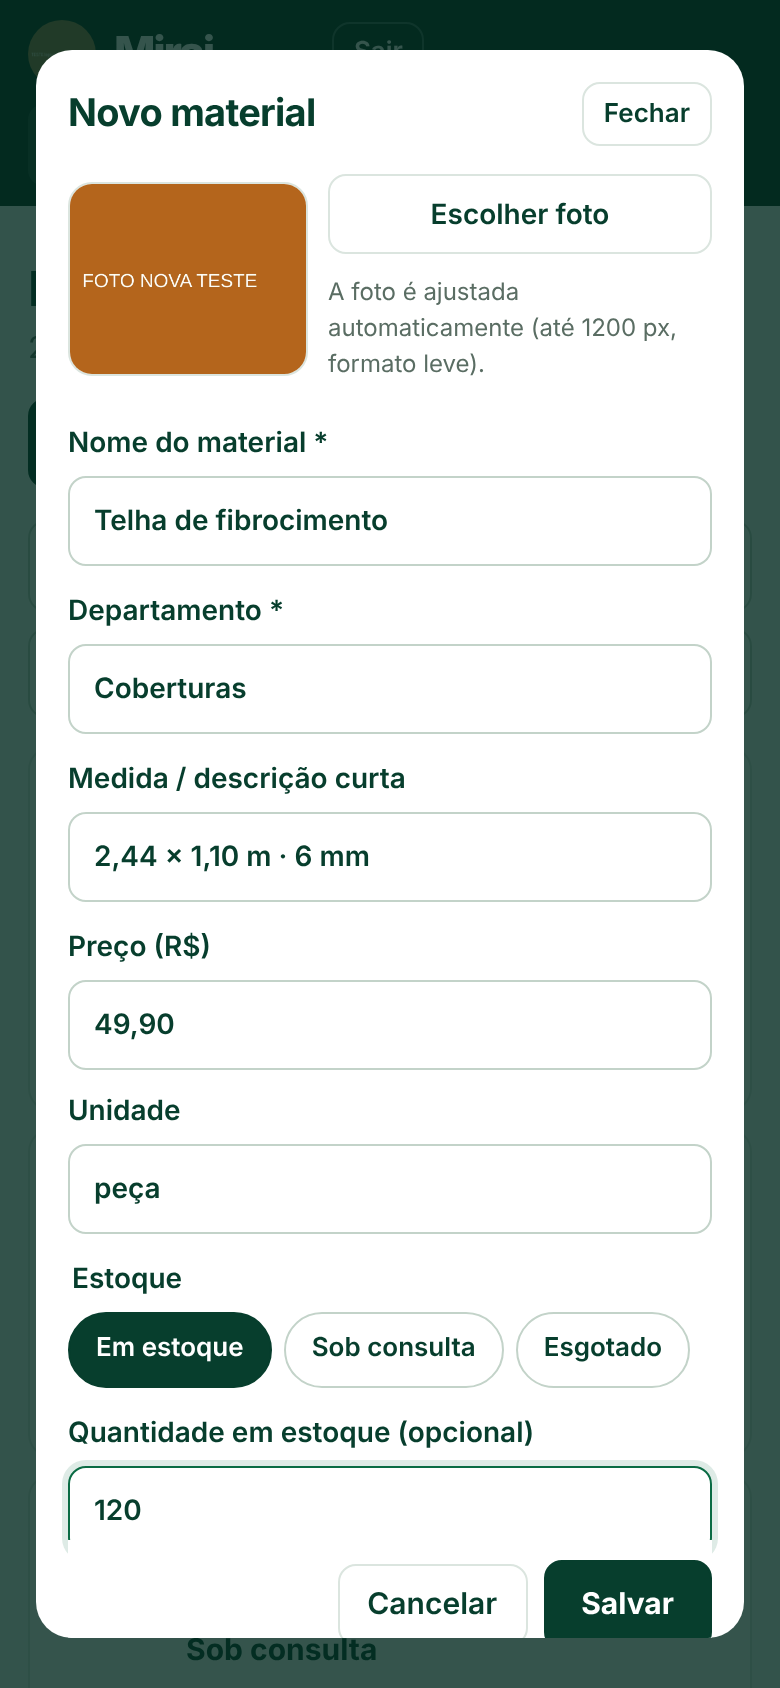 Novo material
Fechar
FOTO NOVA TESTE
Escolher foto
A foto é ajustada
automaticamente (até 1200 px,
formato leve).
Nome do material *
Telha de fibrocimento
Departamento *
Coberturas
Medida / descrição curta
2,44 × 1,10 m · 6 mm
Preço (R$)
49,90
Unidade
peça
Estoque
Em estoque
Sob consulta
Esgotado
Quantidade em estoque (opcional)
120
Cancelar
Salvar
Sob consulta